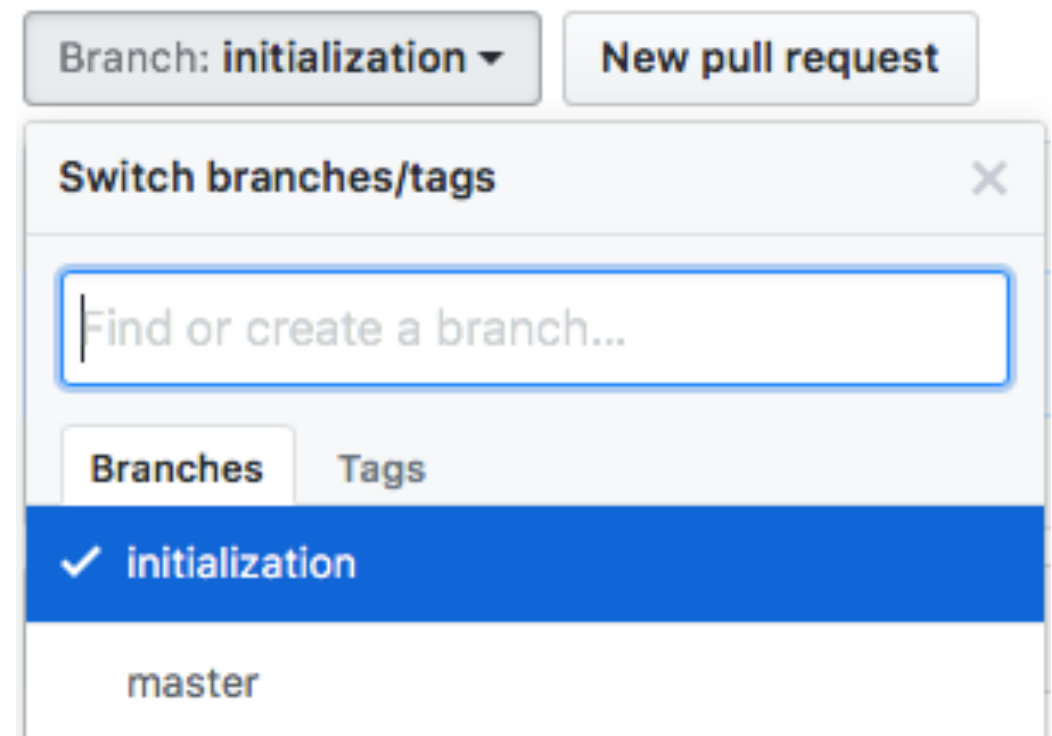 Branch: initialization New pull request
Switch branches/tags
Find or create a branch...
Branches Tags
initialization
master